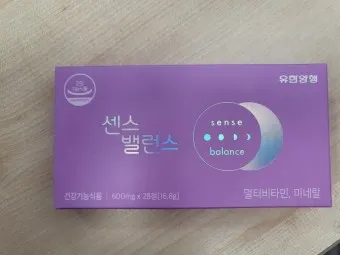 유한양행
센스
밸런스
sense
balance
건강기능식품 | 600mg x 28정(16.8g)
멀티비타민, 미네랄